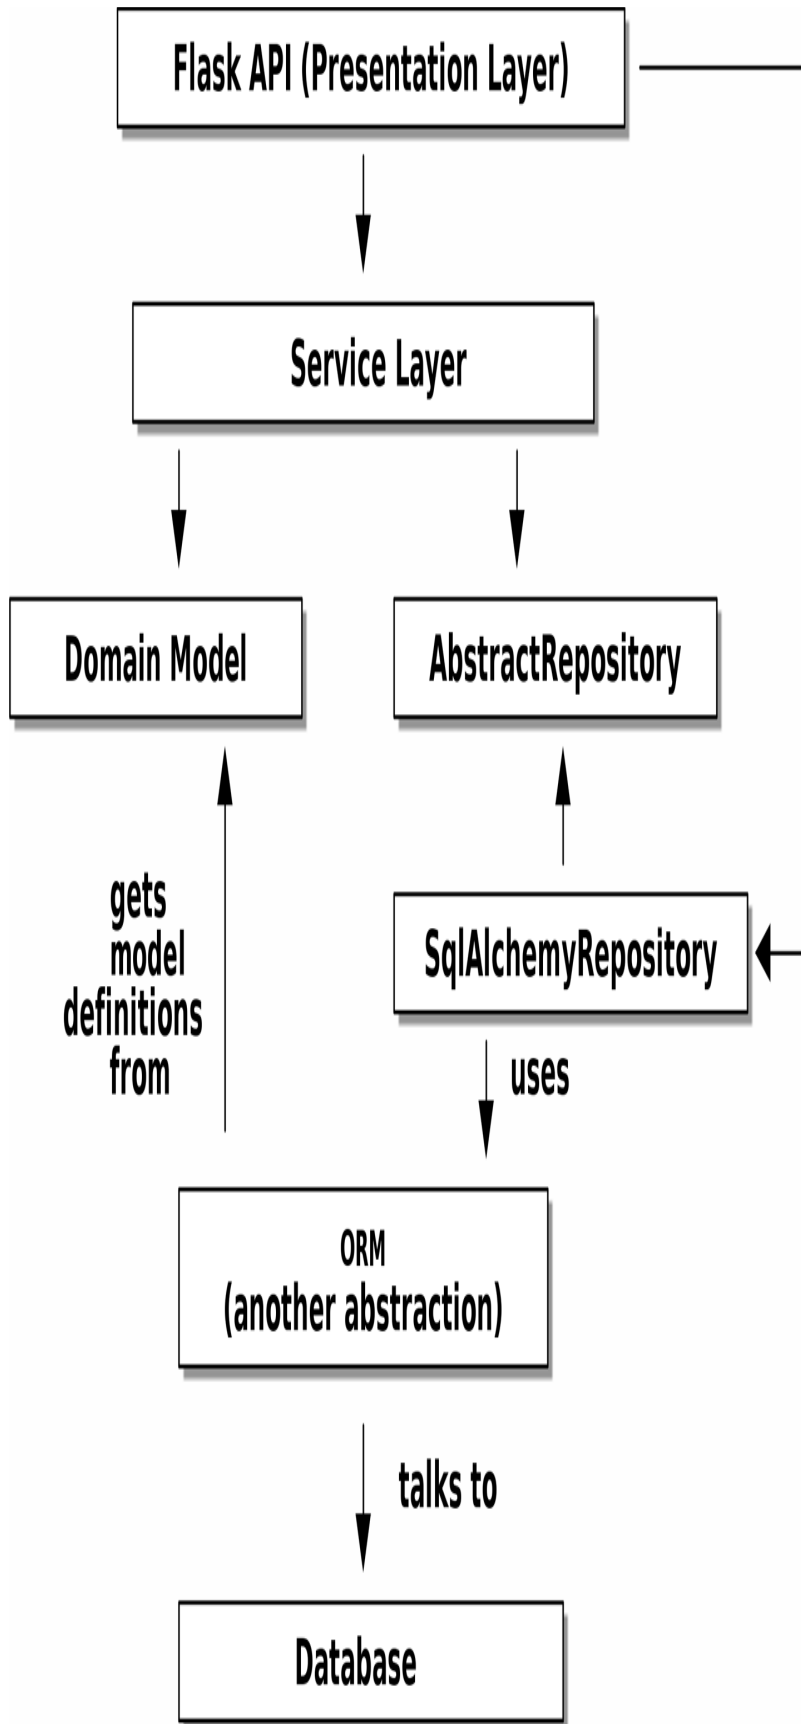 Flask API (Presentation Layer)
Service Layer
Domain Model
AbstractRepository
gets
model
definitions
from
SqlAlchemyRepository
uses
ORM
(another abstraction)
talks to
Database